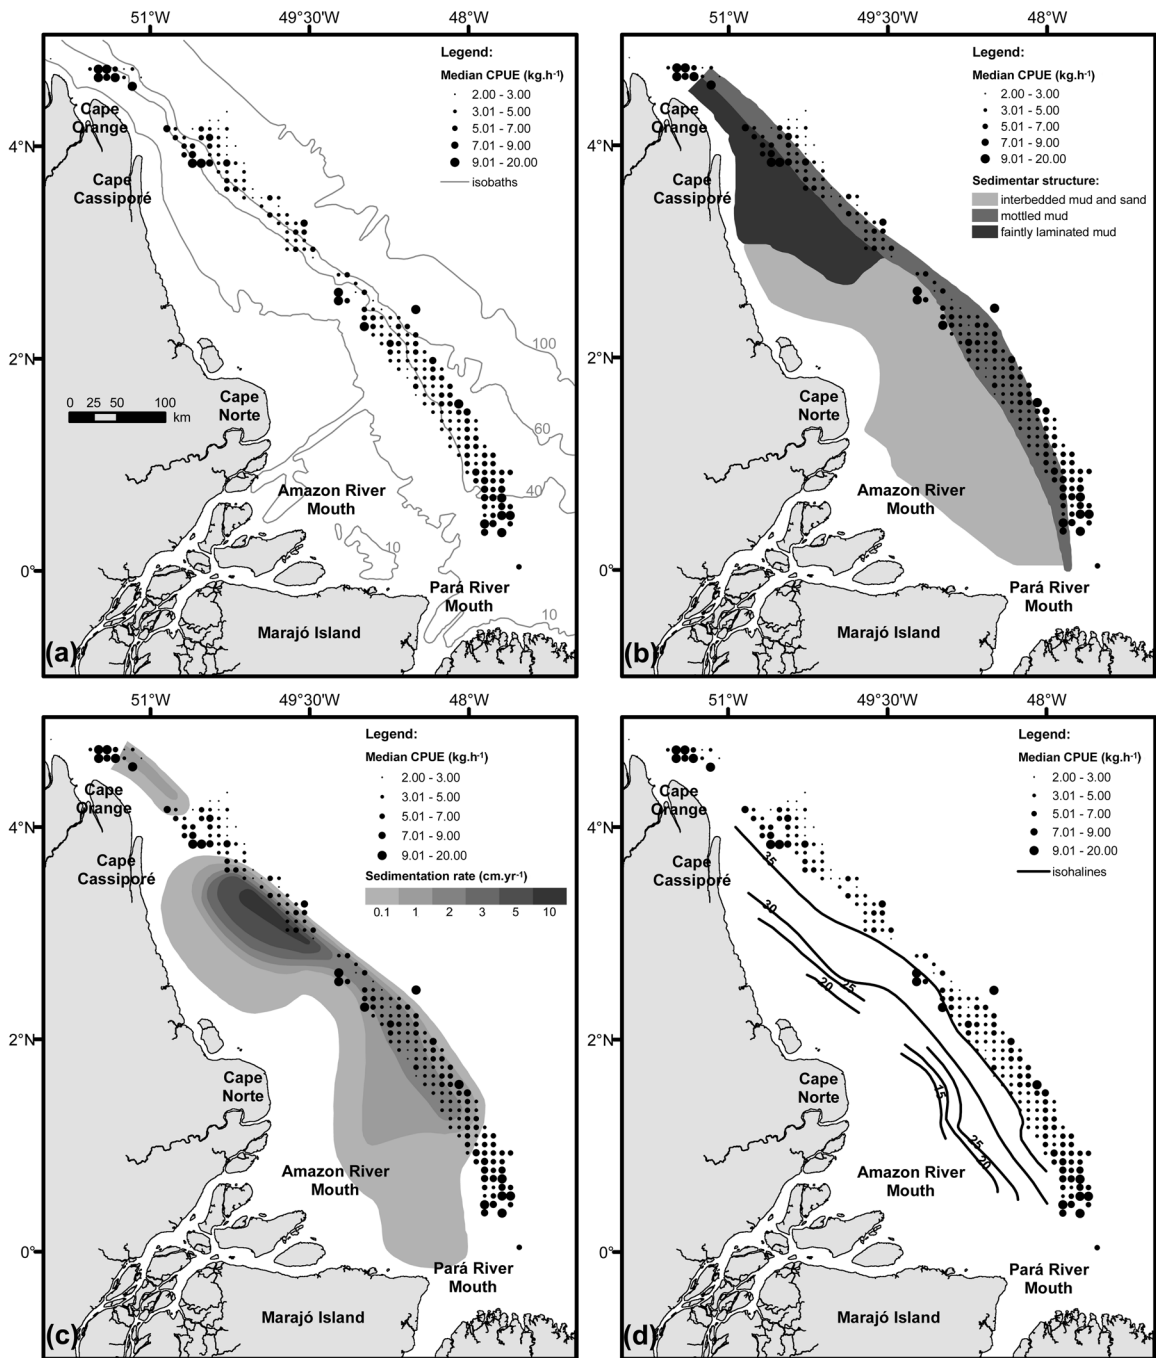 51°W 49°30'W 48°W
4°N
2°N
0°
Legend:
Median CPUE (kg.h-1)
2.00 - 3.00
3.01 - 5.00
5.01 - 7.00
7.01 - 9.00
9.01 - 20.00
isobaths
Cape
Orange
Cape
Cassiporé
100
60
40
10
10
0 25 50 100
km
Cape
Norte
Amazon River
Mouth
Pará River
Mouth
Marajó Island
(a)
51°W 49°30'W 48°W
4°N
2°N
0°
Legend:
Median CPUE (kg.h-1)
2.00 - 3.00
3.01 - 5.00
5.01 - 7.00
7.01 - 9.00
9.01 - 20.00
Sedimentar structure:
interbedded mud and sand
mottled mud
faintly laminated mud
Cape
Orange
Cape
Cassiporé
Cape
Norte
Amazon River
Mouth
Pará River
Mouth
Marajó Island
(b)
51°W 49°30'W 48°W
4°N
2°N
0°
Legend:
Median CPUE (kg.h-1)
2.00 - 3.00
3.01 - 5.00
5.01 - 7.00
7.01 - 9.00
9.01 - 20.00
Sedimentation rate (cm.yr-1)
0.1 1 2 3 5 10
Cape
Orange
Cape
Cassiporé
Cape
Norte
Amazon River
Mouth
Pará River
Mouth
Marajó Island
(c)
51°W 49°30'W 48°W
4°N
2°N
0°
Legend:
Median CPUE (kg.h-1)
2.00 - 3.00
3.01 - 5.00
5.01 - 7.00
7.01 - 9.00
9.01 - 20.00
isohalines
Cape
Orange
Cape
Cassiporé
35
30
25
20
15
25
20
Cape
Norte
Amazon River
Mouth
Pará River
Mouth
Marajó Island
(d)